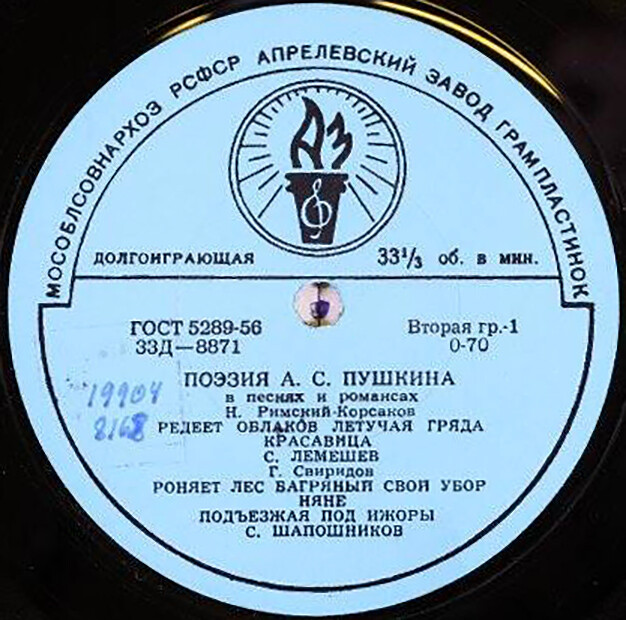 МОСОБЛСОВНАРХОЗ РСФСР АПРЕЛЕВСКИЙ ЗАВОД ГРАМПЛАСТИНОК
АЗ
ДОЛГОИГРАЮЩАЯ 33⅓ об. в мин.
ГОСТ 5289-56 Вторая гр.-1
33Д—8871 0-70
ПОЭЗИЯ А. С. ПУШКИНА
в песнях и романсах
Н. Римский-Корсаков
РЕДЕЕТ ОБЛАКОВ ЛЕТУЧАЯ ГРЯДА
КРАСАВИЦА
С. ЛЕМЕШЕВ
Г. Свиридов
РОНЯЕТ ЛЕС БАГРЯНЫЙ СВОЙ УБОР
НЯНЕ
ПОДЪЕЗЖАЯ ПОД ИЖОРЫ
С. ШАПОШНИКОВ
19904
8168